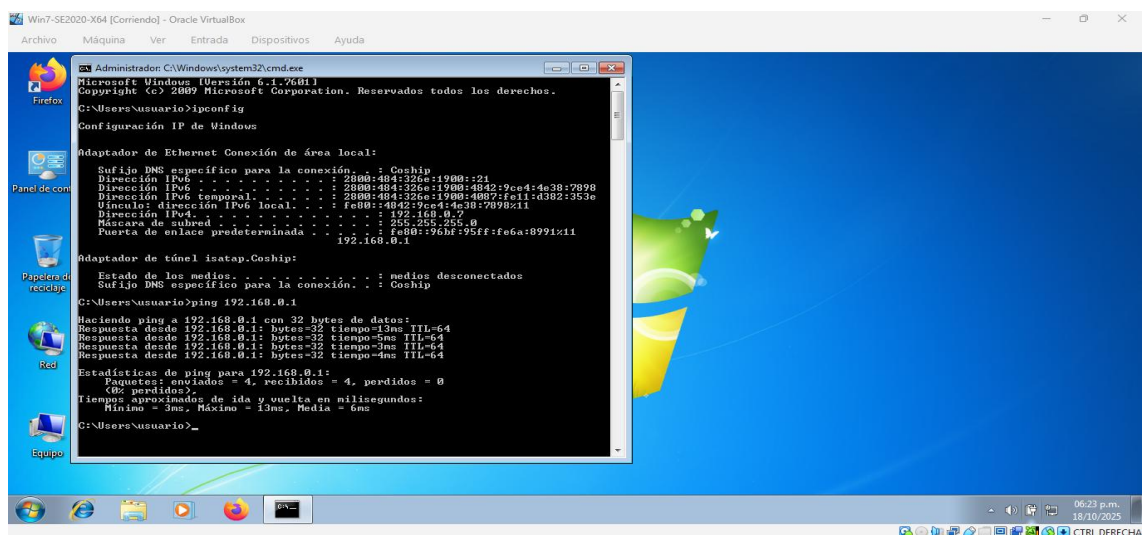 Win7-SE2020-X64 [Corriendo] - Oracle VirtualBox
Archivo Máquina Ver Entrada Dispositivos Ayuda
Administrador: C:\Windows\system32\cmd.exe
Microsoft Windows [Versión 6.1.7601]
Copyright (c) 2009 Microsoft Corporation. Reservados todos los derechos.
C:\Users\usuario>ipconfig
Configuración IP de Windows
Adaptador de Ethernet Conexión de área local:
Sufijo DNS específico para la conexión. . : Coship
Dirección IPv6 . . . . . . . . . . : 2800:484:326e:1900::21
Dirección IPv6 . . . . . . . . . . : 2800:484:326e:1900:4842:9ce4:4e38:7898
Dirección IPv6 temporal. . . . . . : 2800:484:326e:1900:4087:fe11:d382:353e
Vínculo: dirección IPv6 local. . . : fe80::4842:9ce4:4e38:7898%11
Dirección IPv4. . . . . . . . . . . . . . : 192.168.0.7
Máscara de subred . . . . . . . . . . . . : 255.255.255.0
Puerta de enlace predeterminada . . . . . : fe80::96bf:95ff:fe6a:8991%11
192.168.0.1
Adaptador de túnel isatap.Coship:
Estado de los medios. . . . . . . . . . . : medios desconectados
Sufijo DNS específico para la conexión. . : Coship
C:\Users\usuario>ping 192.168.0.1
Haciendo ping a 192.168.0.1 con 32 bytes de datos:
Respuesta desde 192.168.0.1: bytes=32 tiempo=13ms TTL=64
Respuesta desde 192.168.0.1: bytes=32 tiempo=5ms TTL=64
Respuesta desde 192.168.0.1: bytes=32 tiempo=3ms TTL=64
Respuesta desde 192.168.0.1: bytes=32 tiempo=4ms TTL=64
Estadísticas de ping para 192.168.0.1:
Paquetes: enviados = 4, recibidos = 4, perdidos = 0
(0% perdidos),
Tiempos aproximados de ida y vuelta en milisegundos:
Mínimo = 3ms, Máximo = 13ms, Media = 6ms
C:\Users\usuario>_
Firefox
Panel de cont
Papelera de
reciclaje
Red
Equipo
06:23 p.m.
18/10/2025
CTRL DERECHA